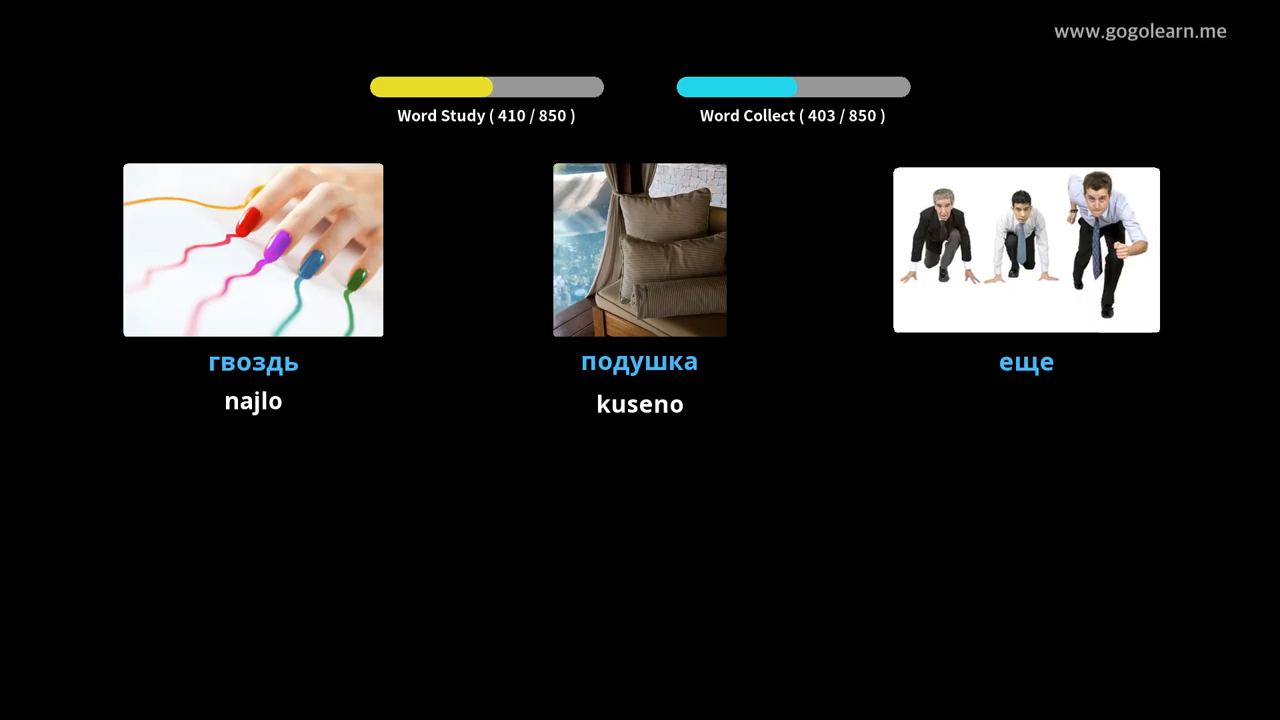 www.gogolearn.me
Word Study ( 410 / 850 )
Word Collect ( 403 / 850 )
гвоздь
подушка
еще
najlo
kuseno